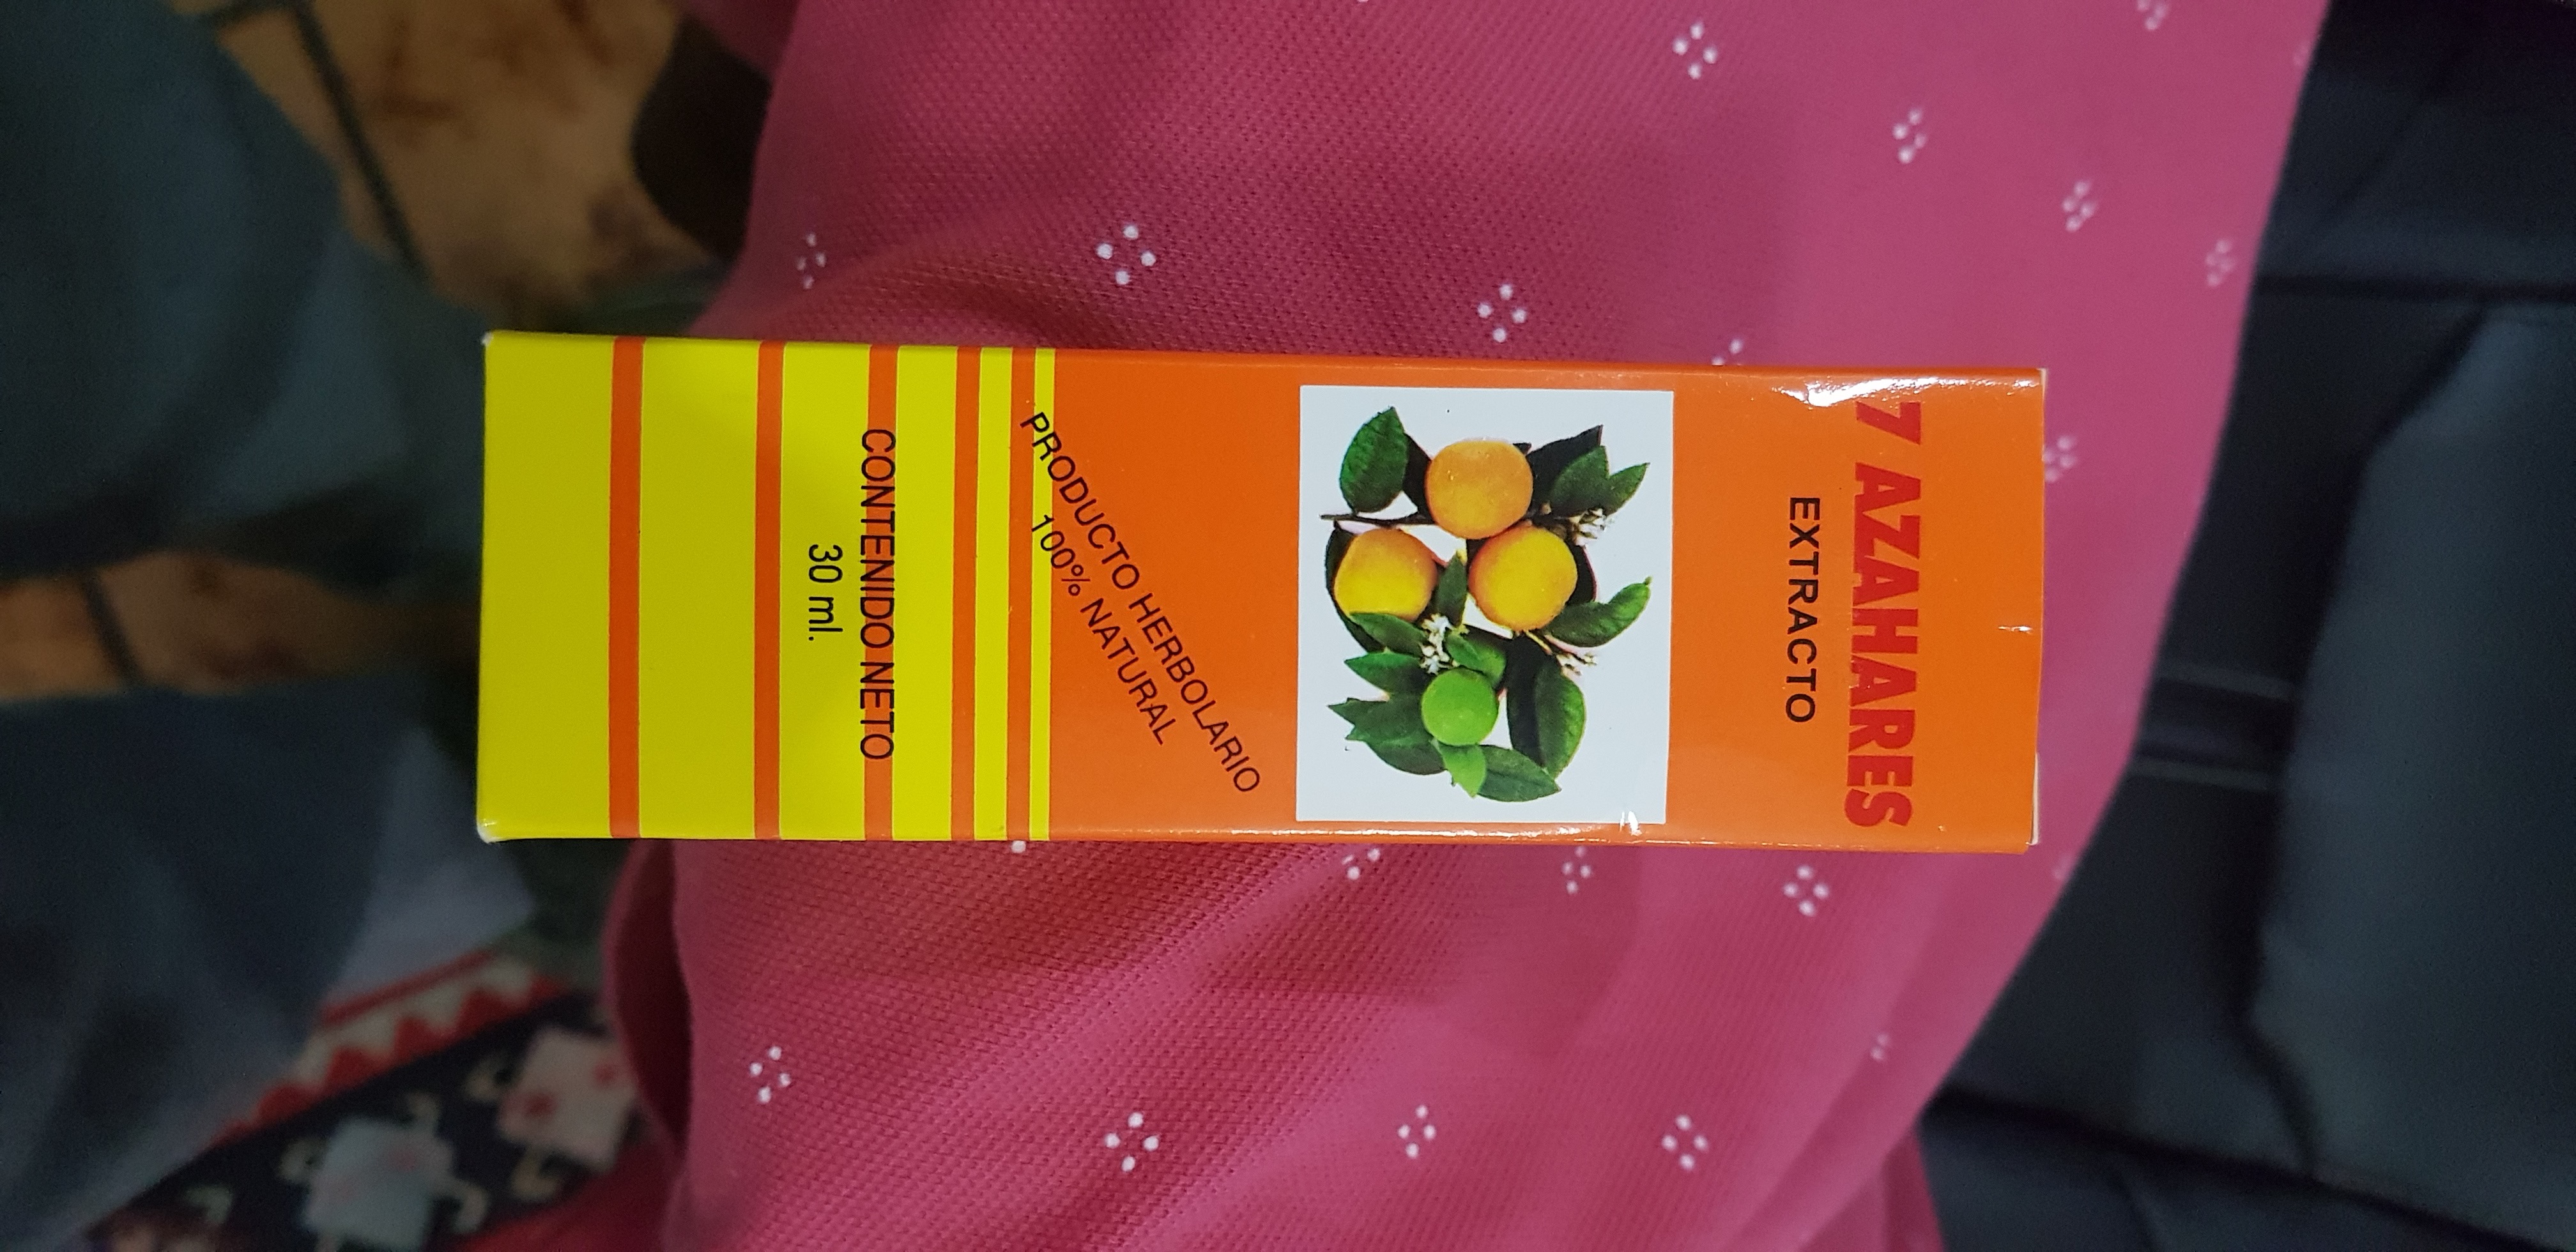 7 AZAHARES
EXTRACTO
PRODUCTO HERBOLARIO
100% NATURAL
CONTENIDO NETO
30 ml.